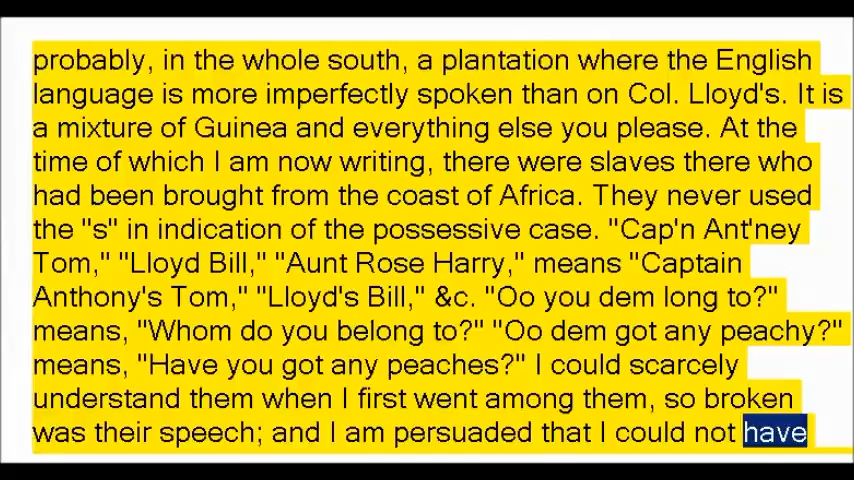 probably, in the whole south, a plantation where the English
language is more imperfectly spoken than on Col. Lloyd's. It is
a mixture of Guinea and everything else you please. At the
time of which I am now writing, there were slaves there who
had been brought from the coast of Africa. They never used
the "s" in indication of the possessive case. "Cap'n Ant'ney
Tom," "Lloyd Bill," "Aunt Rose Harry," means "Captain
Anthony's Tom," "Lloyd's Bill," &c. "Oo you dem long to?"
means, "Whom do you belong to?" "Oo dem got any peachy?"
means, "Have you got any peaches?" I could scarcely
understand them when I first went among them, so broken
was their speech; and I am persuaded that I could not have